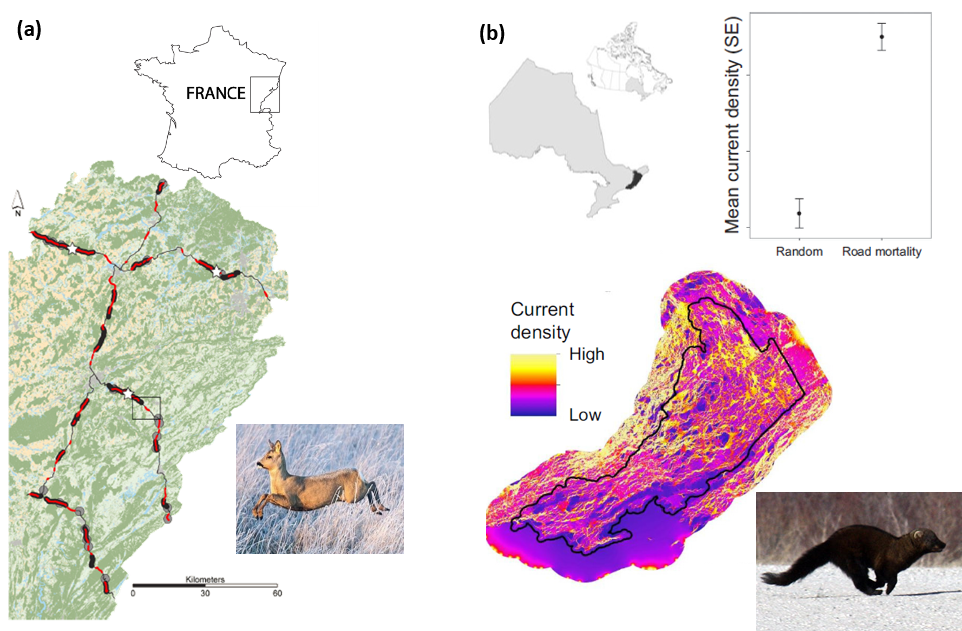 (a)
FRANCE
N
Kilometers
0 30 60
(b)
Mean current density (SE)
Random Road mortality
Current
density
High
Low